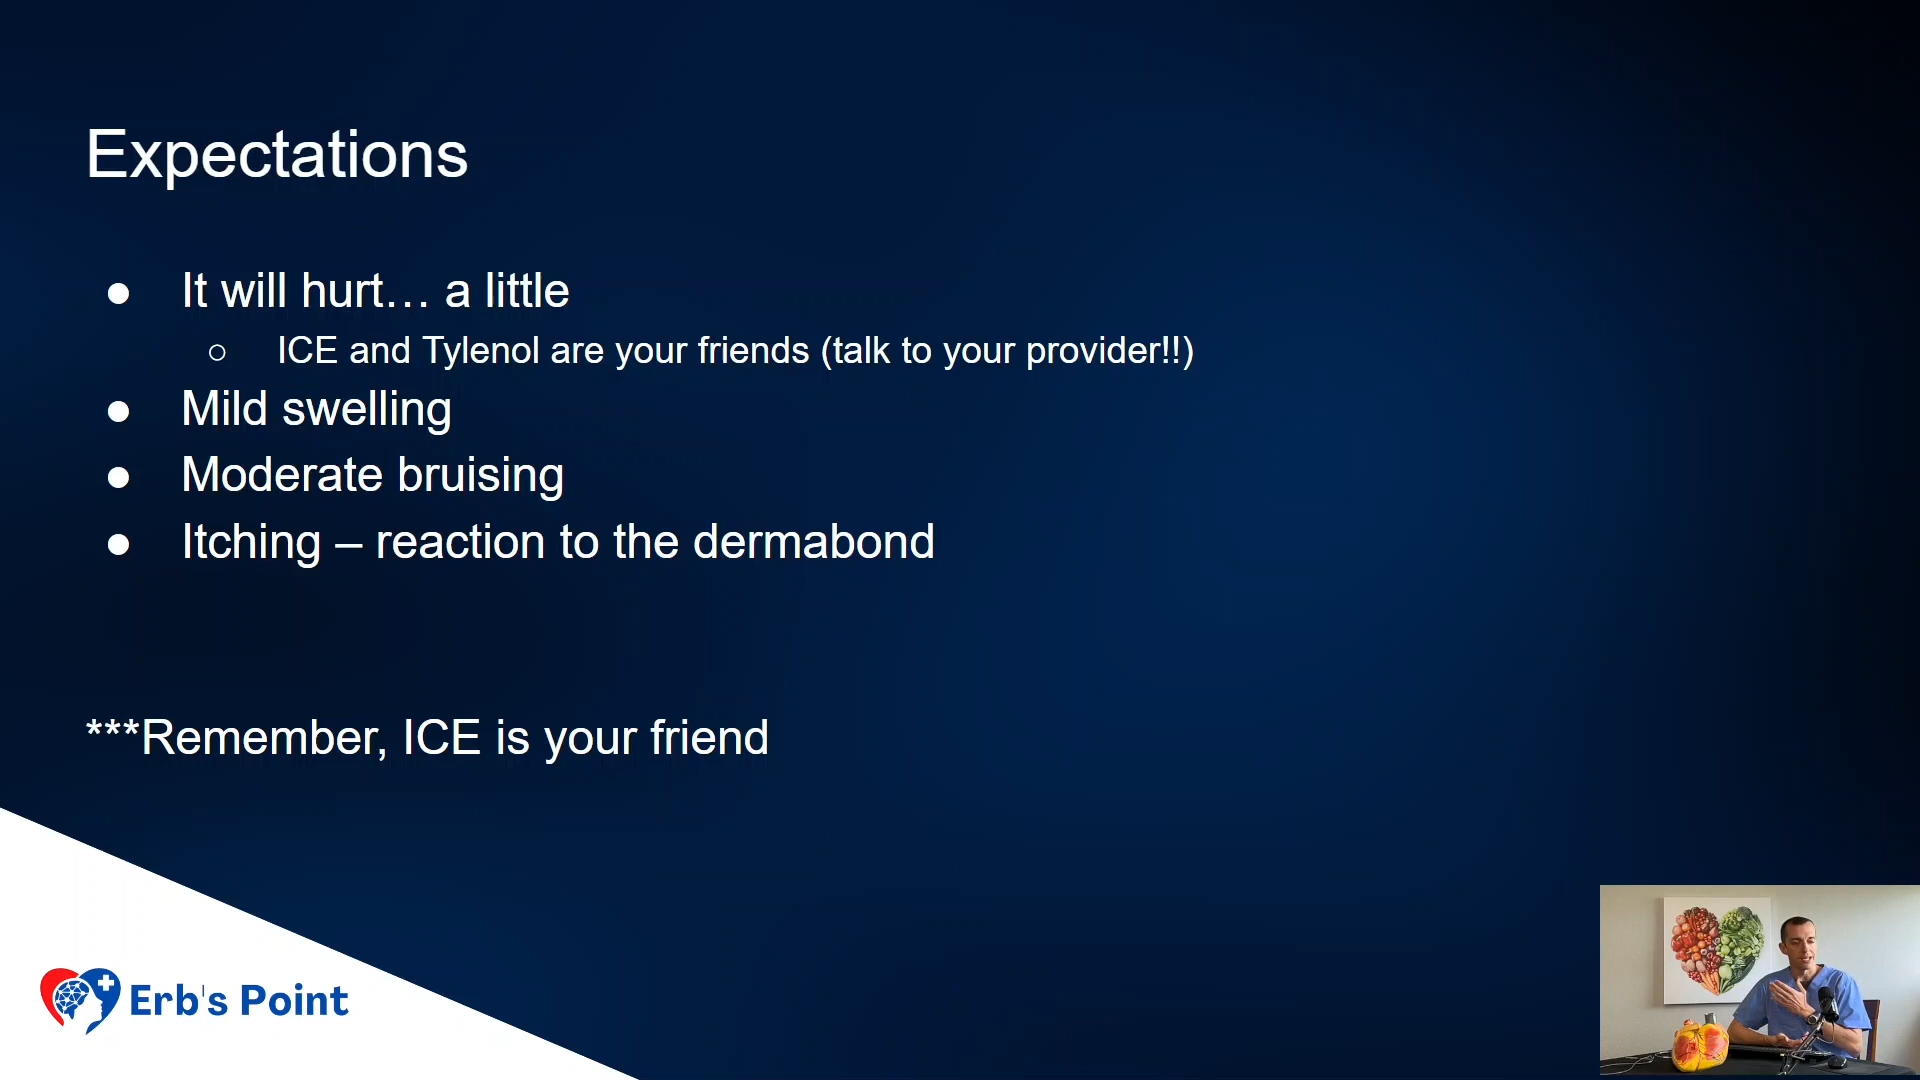 Expectations
● It will hurt… a little
○ ICE and Tylenol are your friends (talk to your provider!!)
● Mild swelling
● Moderate bruising
● Itching – reaction to the dermabond
***Remember, ICE is your friend
Erb's Point